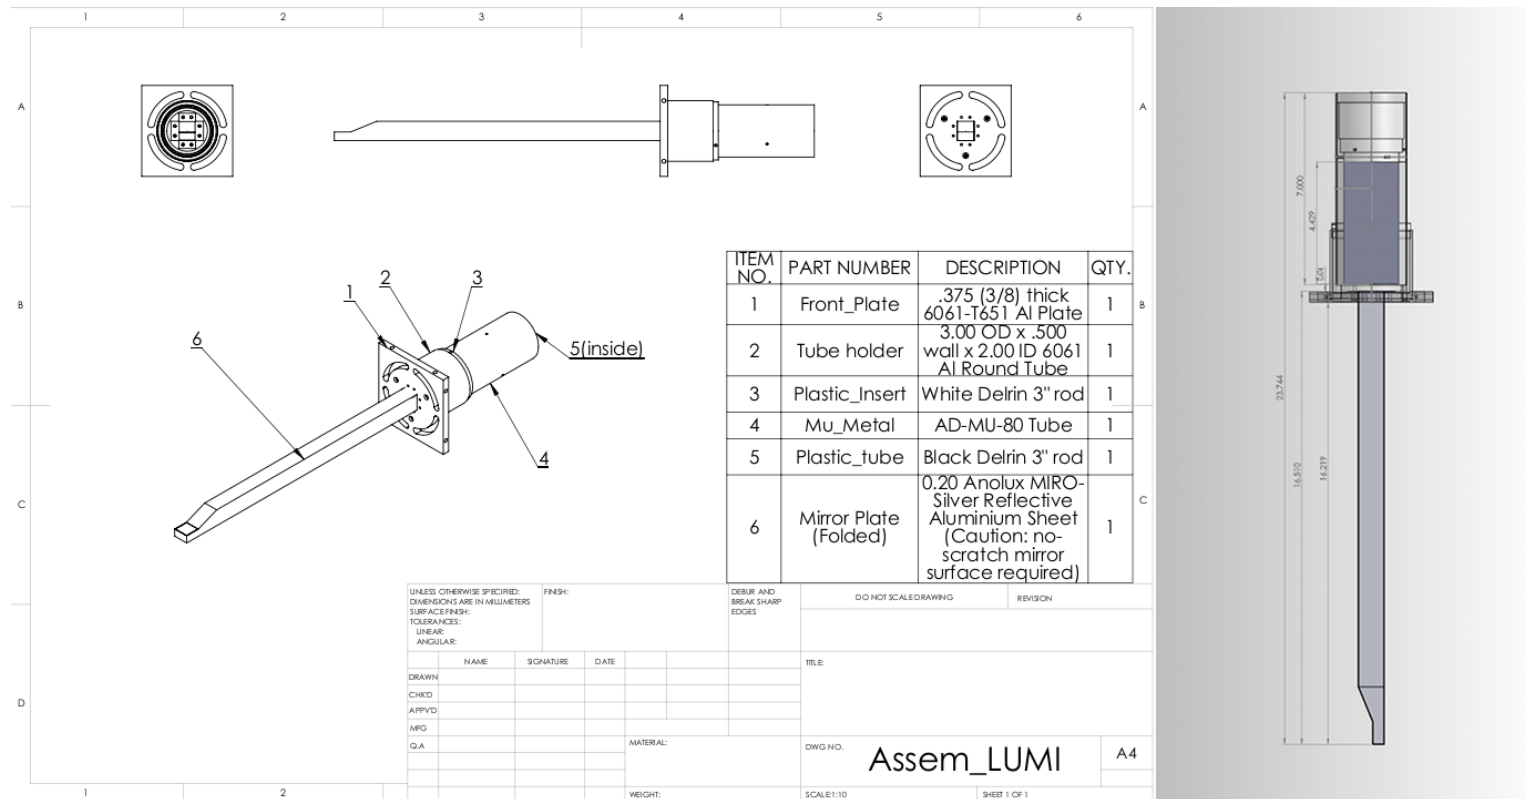 1 2 3 4 5 6
A A
B B
C C
D
1 2
1
2
3
6
5(inside)
4
ITEM NO. PART NUMBER DESCRIPTION QTY.
1 Front_Plate .375 (3/8) thick 6061-T651 Al Plate 1
2 Tube holder 3.00 OD x .500 wall x 2.00 ID 6061 Al Round Tube 1
3 Plastic_Insert White Delrin 3" rod 1
4 Mu_Metal AD-MU-80 Tube 1
5 Plastic_tube Black Delrin 3" rod 1
6 Mirror Plate (Folded) 0.20 Anolux MIRO-Silver Reflective Aluminium Sheet (Caution: no-scratch mirror surface required) 1
UNLESS OTHERWISE SPECIFIED:
DIMENSIONS ARE IN MILLIMETERS
SURFACE FINISH:
TOLERANCES:
LINEAR:
ANGULAR:
FINISH:
DEBUR AND
BREAK SHARP
EDGES
DO NOT SCALE DRAWING
REVISION
NAME SIGNATURE DATE
TITLE:
DRAWN
CHK'D
APPV'D
MFG
Q.A
MATERIAL:
DWG NO.
Assem_LUMI
A4
WEIGHT:
SCALE:1:10
SHEET 1 OF 1
7.000
4.429
23.744
16.510
16.219